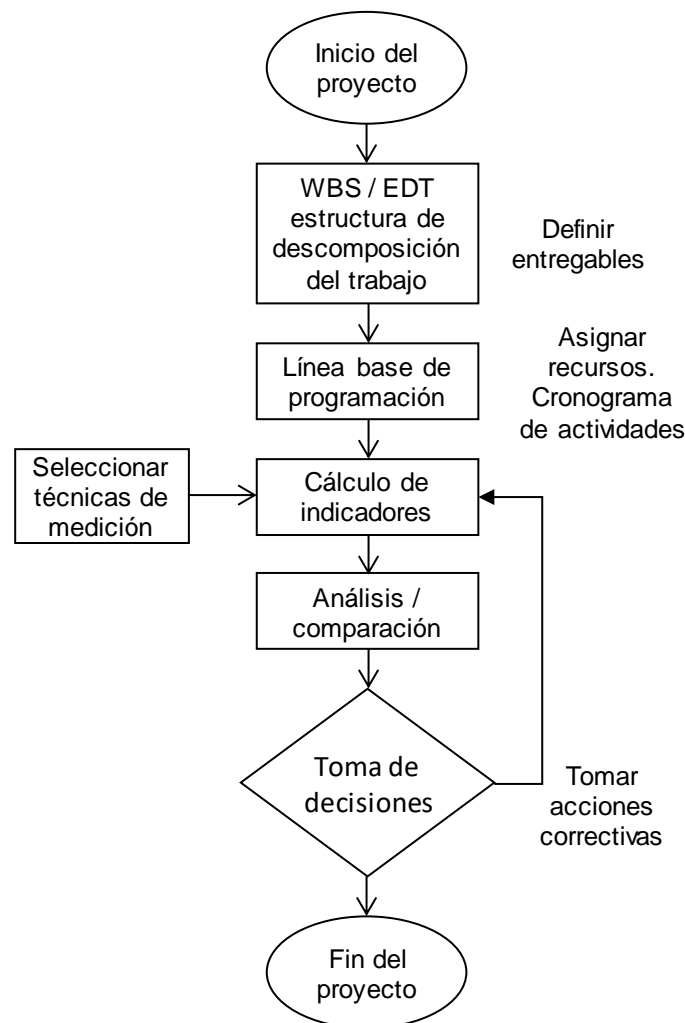 Inicio del
proyecto
WBS / EDT
estructura de
descomposición
del trabajo
Definir
entregables
Línea base de
programación
Asignar
recursos.
Cronograma
de actividades
Seleccionar
técnicas de
medición
Cálculo de
indicadores
Análisis /
comparación
Toma de
decisiones
Tomar
acciones
correctivas
Fin del
proyecto